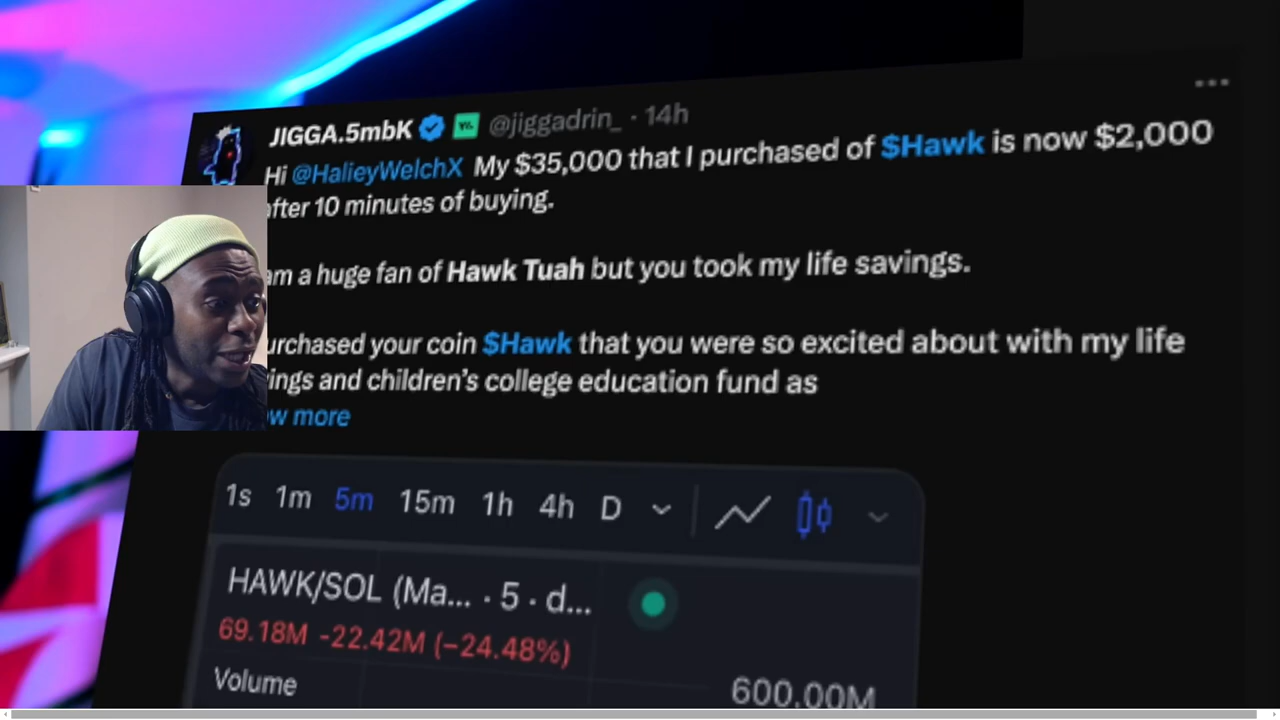 JIGGA.5mbK @jiggadrin_ · 14h
Hi @HalieyWelchX My $35,000 that I purchased of $Hawk is now $2,000
after 10 minutes of buying.
am a huge fan of Hawk Tuah but you took my life savings.
urchased your coin $Hawk that you were so excited about with my life
ings and children's college education fund as
ow more
1s 1m 5m 15m 1h 4h D
HAWK/SOL (Ma... · 5 · d...
69.18M -22.42M (-24.48%)
Volume
600.00M